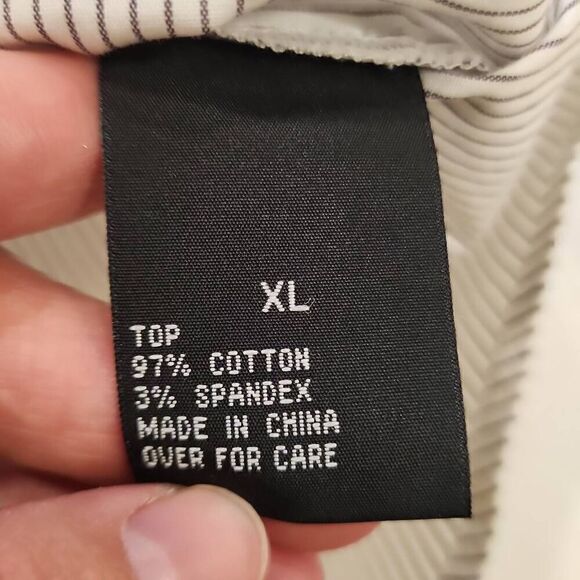 XL
TOP
97% COTTON
3% SPANDEX
MADE IN CHINA
OVER FOR CARE